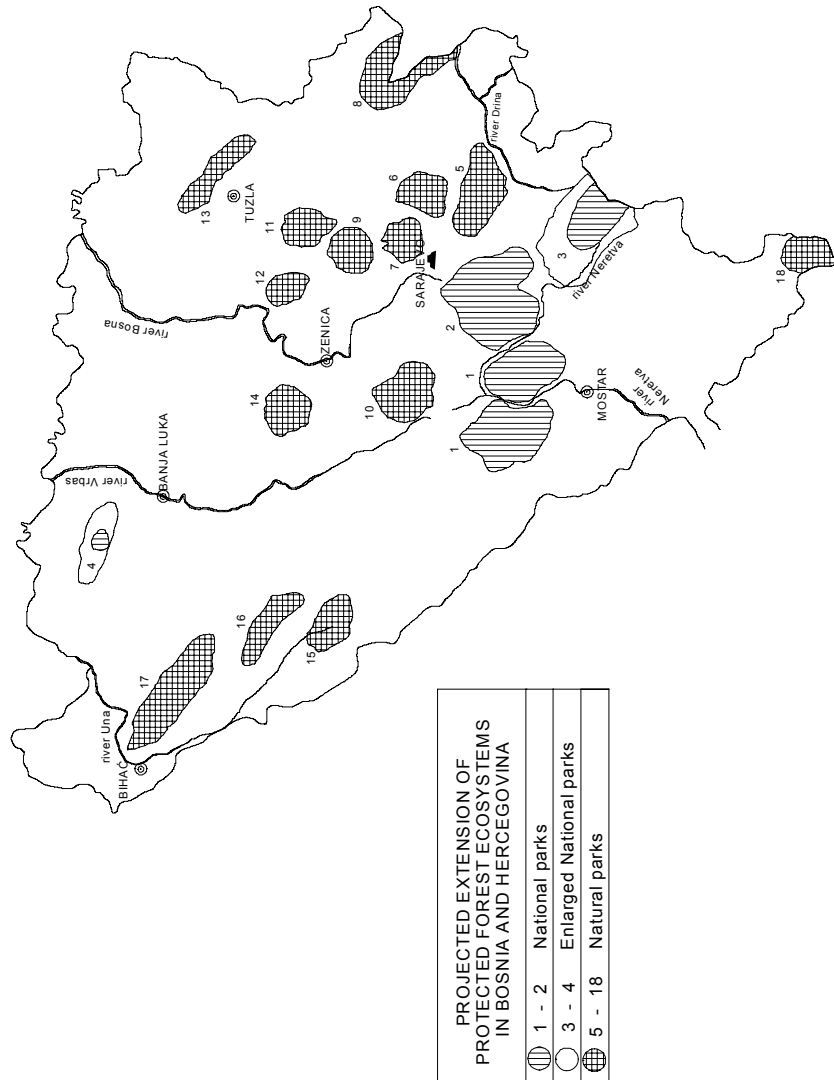 PROJECTED EXTENSION OF
PROTECTED FOREST ECOSYSTEMS
IN BOSNIA AND HERCEGOVINA
1 - 2 National parks
3 - 4 Enlarged National parks
5 - 18 Natural parks
BIHAĆ
river Una
17
4
16
15
river Vrbas
BANJA LUKA
14
10
1
1
river Bosna
ZENICA
12
SARAJEVO
2
MOSTAR
river
Neretva
13
TUZLA
11
9
7
6
5
8
river Drina
3
river Neretva
18